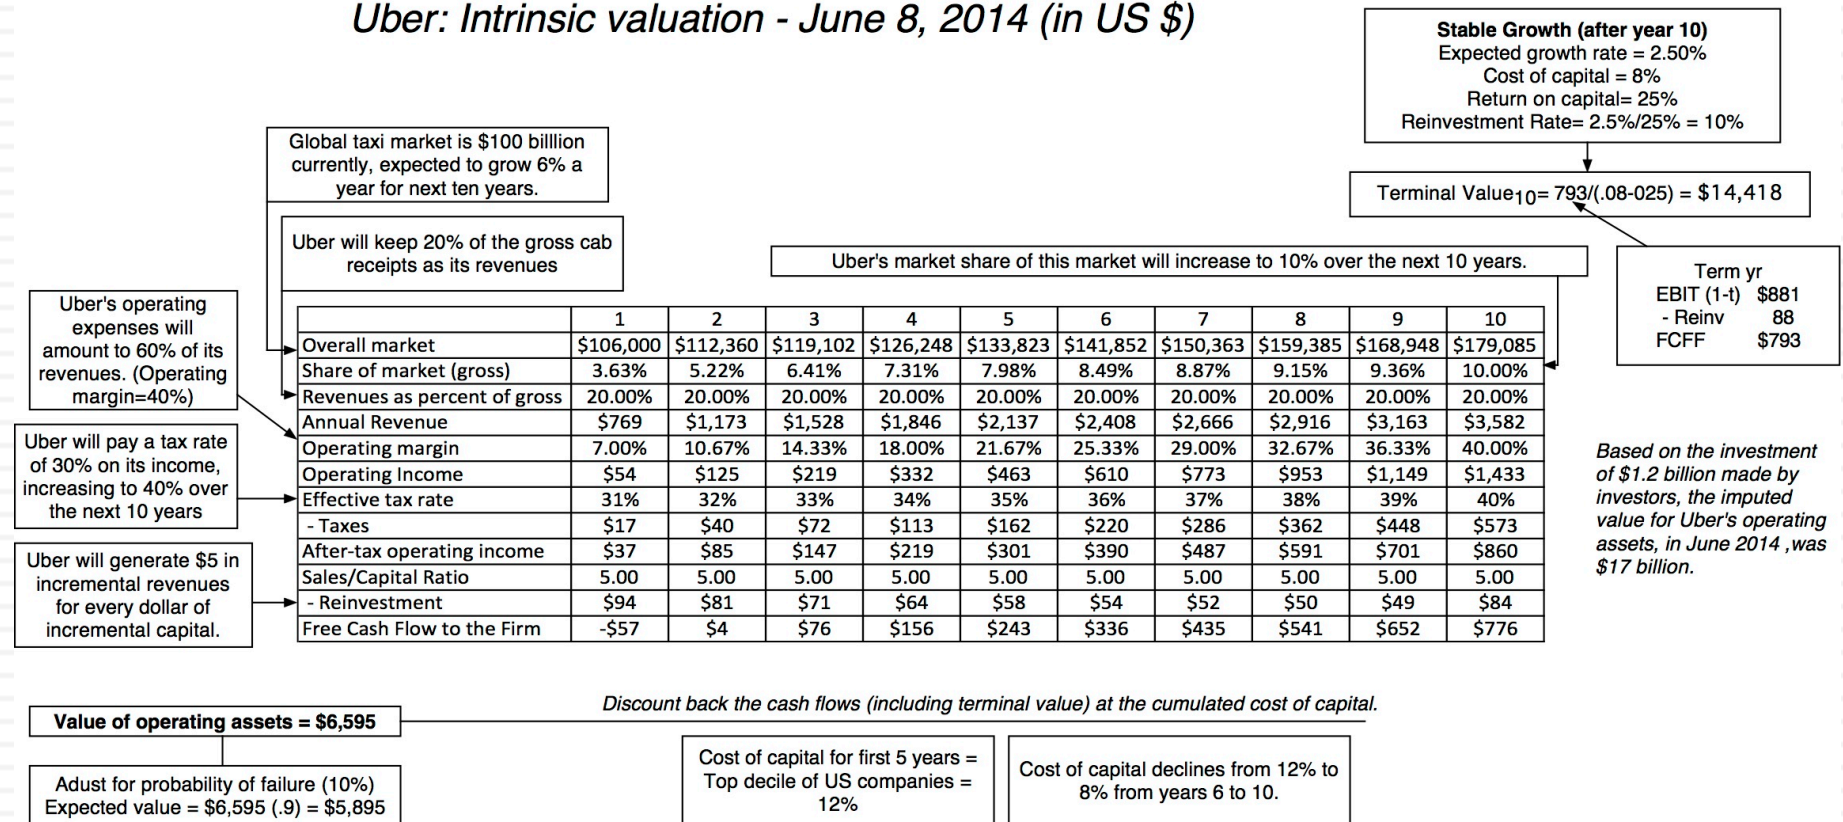 Uber: Intrinsic valuation - June 8, 2014 (in US $)
Stable Growth (after year 10)
Expected growth rate = 2.50%
Cost of capital = 8%
Return on capital= 25%
Reinvestment Rate= 2.5%/25% = 10%
Global taxi market is $100 billlion
currently, expected to grow 6% a
year for next ten years.
Terminal Value10= 793/(.08-025) = $14,418
Uber will keep 20% of the gross cab
receipts as its revenues
Uber's market share of this market will increase to 10% over the next 10 years.
Term yr
EBIT (1-t) $881
- Reinv 88
FCFF $793
Uber's operating
expenses will
amount to 60% of its
revenues. (Operating
margin=40%)
1 2 3 4 5 6 7 8 9 10
Overall market $106,000 $112,360 $119,102 $126,248 $133,823 $141,852 $150,363 $159,385 $168,948 $179,085
Share of market (gross) 3.63% 5.22% 6.41% 7.31% 7.98% 8.49% 8.87% 9.15% 9.36% 10.00%
Revenues as percent of gross 20.00% 20.00% 20.00% 20.00% 20.00% 20.00% 20.00% 20.00% 20.00% 20.00%
Annual Revenue $769 $1,173 $1,528 $1,846 $2,137 $2,408 $2,666 $2,916 $3,163 $3,582
Operating margin 7.00% 10.67% 14.33% 18.00% 21.67% 25.33% 29.00% 32.67% 36.33% 40.00%
Operating Income $54 $125 $219 $332 $463 $610 $773 $953 $1,149 $1,433
Effective tax rate 31% 32% 33% 34% 35% 36% 37% 38% 39% 40%
- Taxes $17 $40 $72 $113 $162 $220 $286 $362 $448 $573
After-tax operating income $37 $85 $147 $219 $301 $390 $487 $591 $701 $860
Sales/Capital Ratio 5.00 5.00 5.00 5.00 5.00 5.00 5.00 5.00 5.00 5.00
- Reinvestment $94 $81 $71 $64 $58 $54 $52 $50 $49 $84
Free Cash Flow to the Firm -$57 $4 $76 $156 $243 $336 $435 $541 $652 $776
Uber will pay a tax rate
of 30% on its income,
increasing to 40% over
the next 10 years
Uber will generate $5 in
incremental revenues
for every dollar of
incremental capital.
Based on the investment
of $1.2 billion made by
investors, the imputed
value for Uber's operating
assets, in June 2014 ,was
$17 billion.
Discount back the cash flows (including terminal value) at the cumulated cost of capital.
Value of operating assets = $6,595
Adust for probability of failure (10%)
Expected value = $6,595 (.9) = $5,895
Cost of capital for first 5 years =
Top decile of US companies =
12%
Cost of capital declines from 12% to
8% from years 6 to 10.